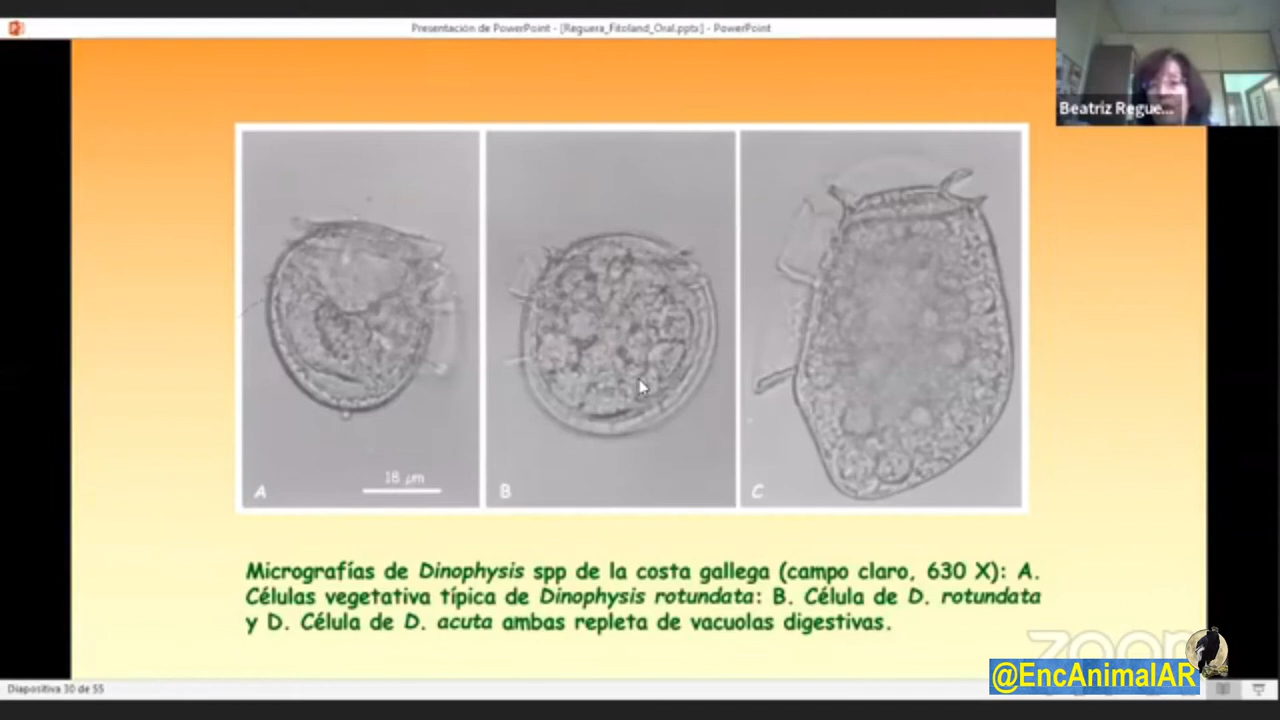 Presentación de PowerPoint - [Reguera_Fitoland_Oral.pptx] - PowerPoint
Beatriz Regue...
18 µm
A
B
C
Micrografías de Dinophysis spp de la costa gallega (campo claro, 630 X): A.
Células vegetativa típica de Dinophysis rotundata: B. Célula de D. rotundata
y D. Célula de D. acuta ambas repleta de vacuolas digestivas.
zoom
@EncAnimalAR
Diapositiva 30 de 55